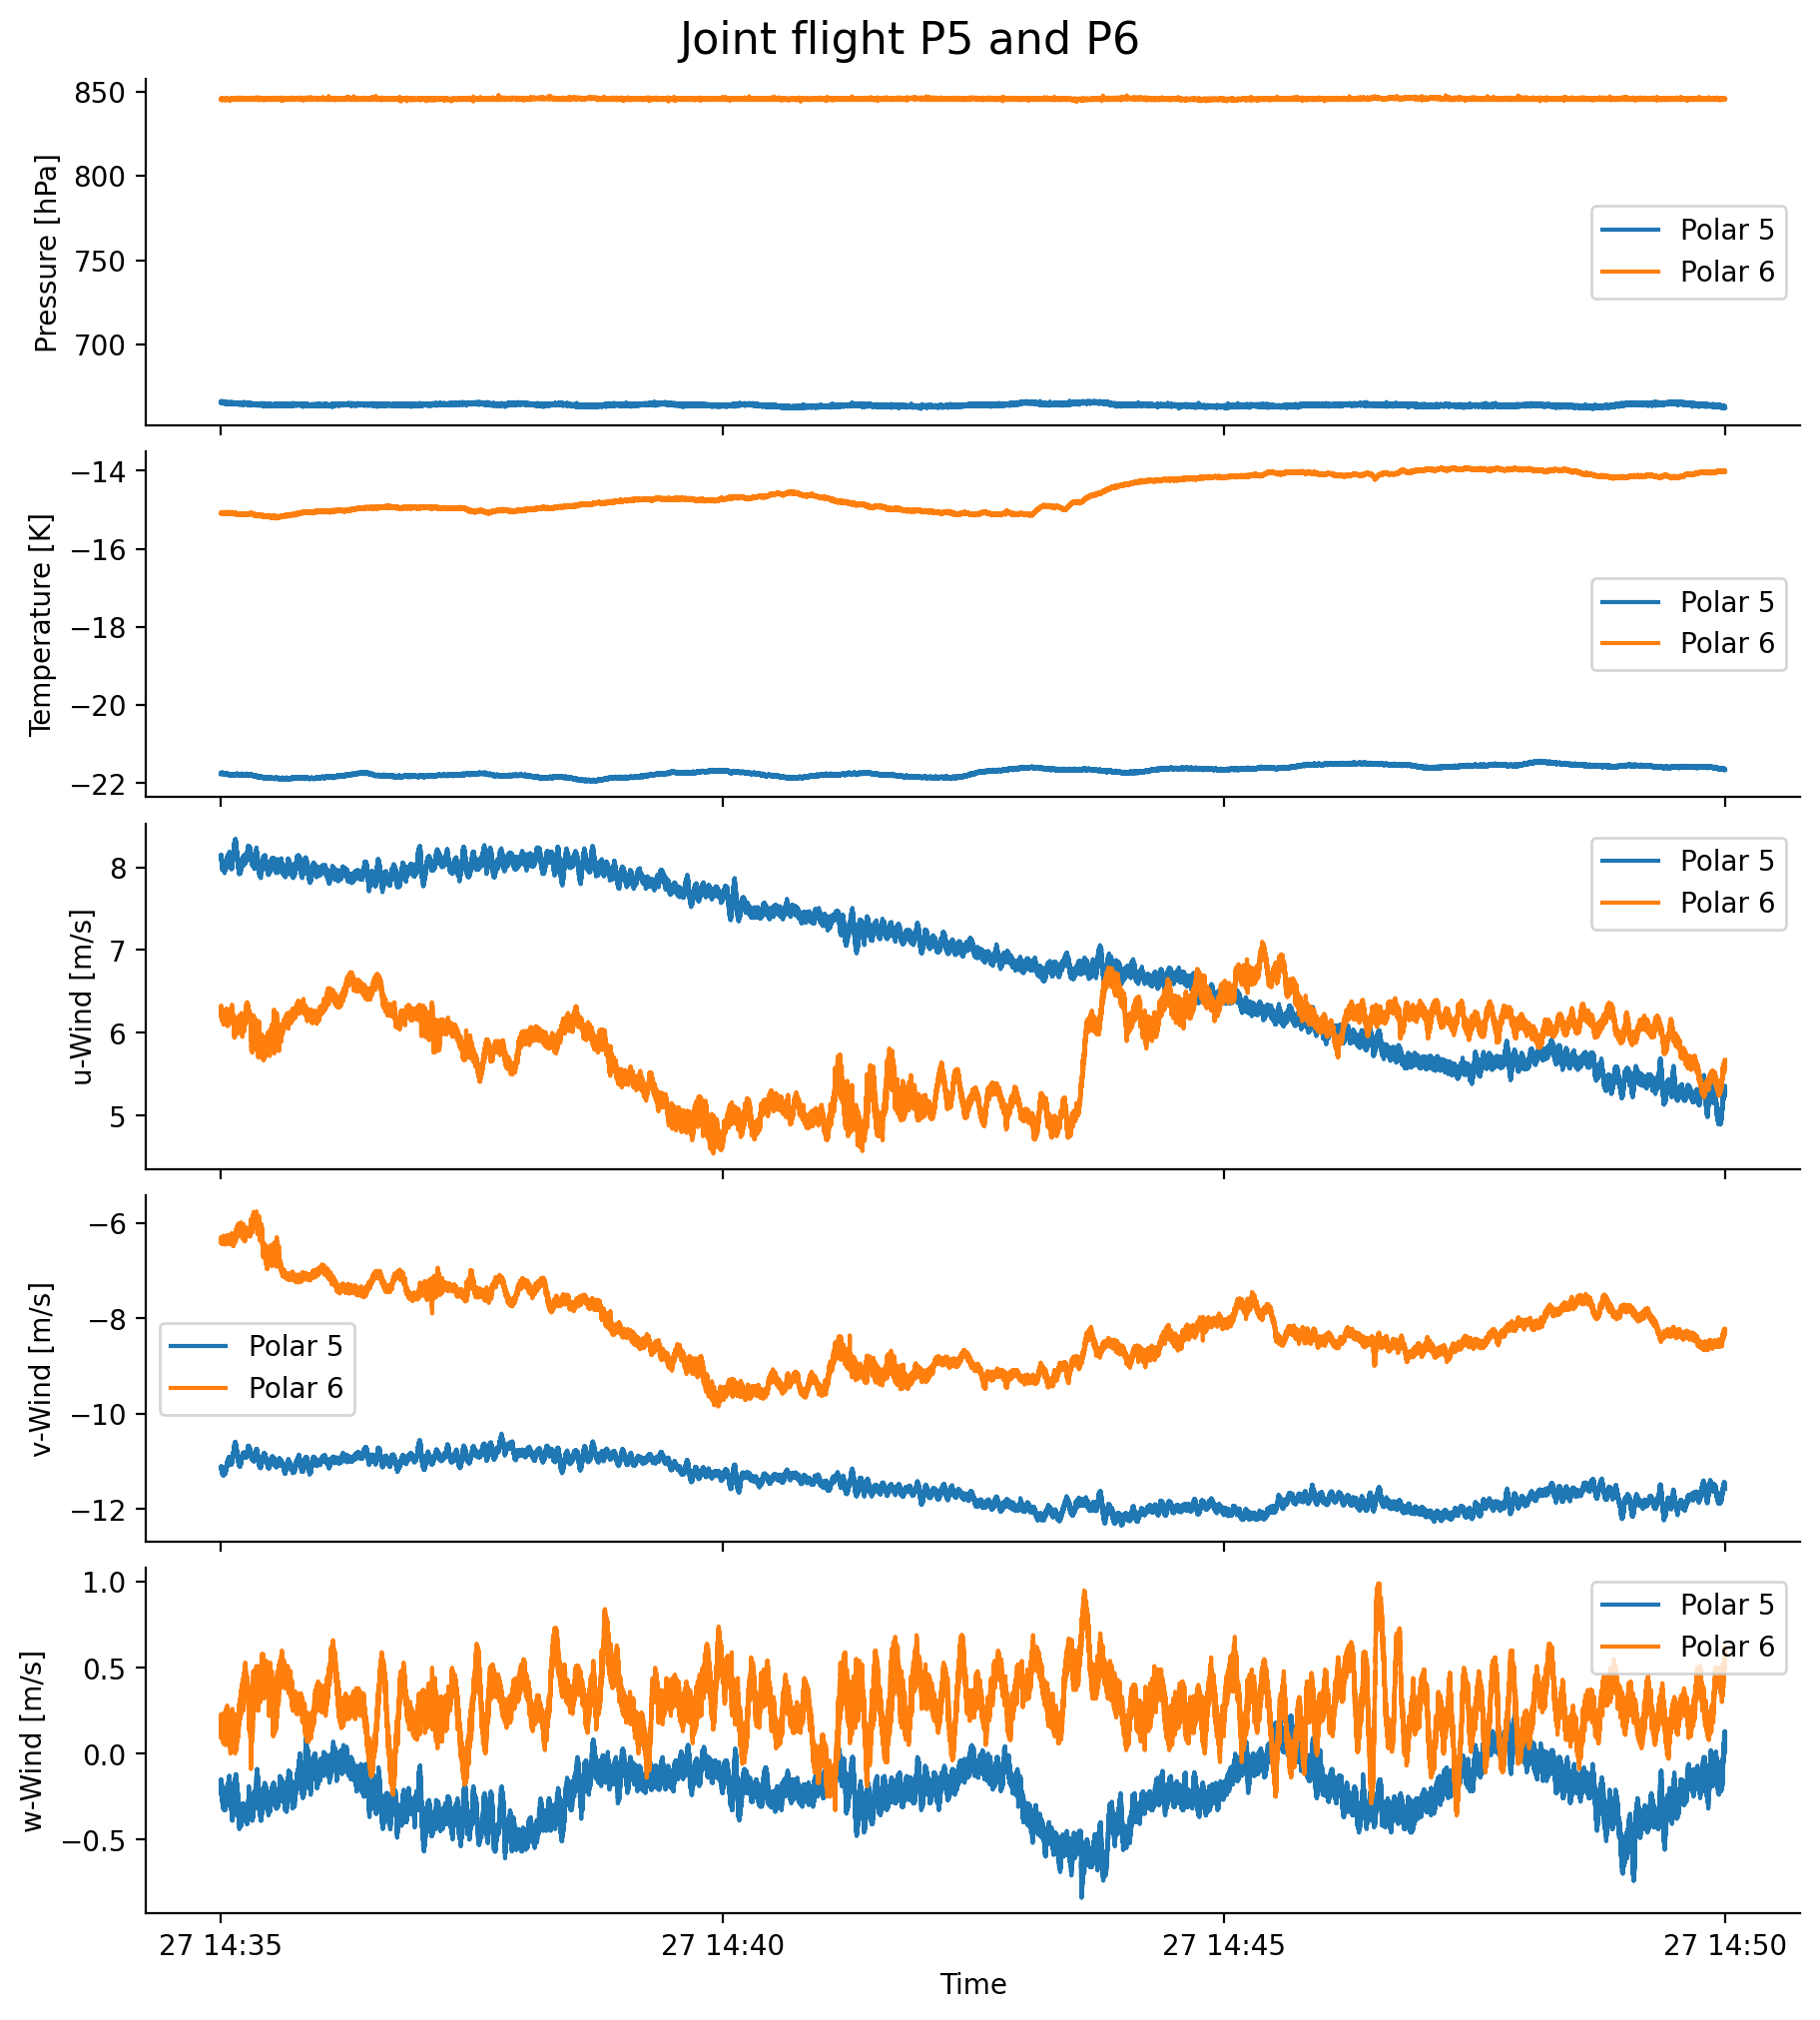 Joint flight P5 and P6
850
800
750
700
Pressure [hPa]
Polar 5
Polar 6
−14
−16
−18
−20
−22
Temperature [K]
Polar 5
Polar 6
8
7
6
5
u-Wind [m/s]
Polar 5
Polar 6
−6
−8
−10
−12
v-Wind [m/s]
Polar 5
Polar 6
1.0
0.5
0.0
−0.5
w-Wind [m/s]
Polar 5
Polar 6
27 14:35 27 14:40 27 14:45 27 14:50
Time